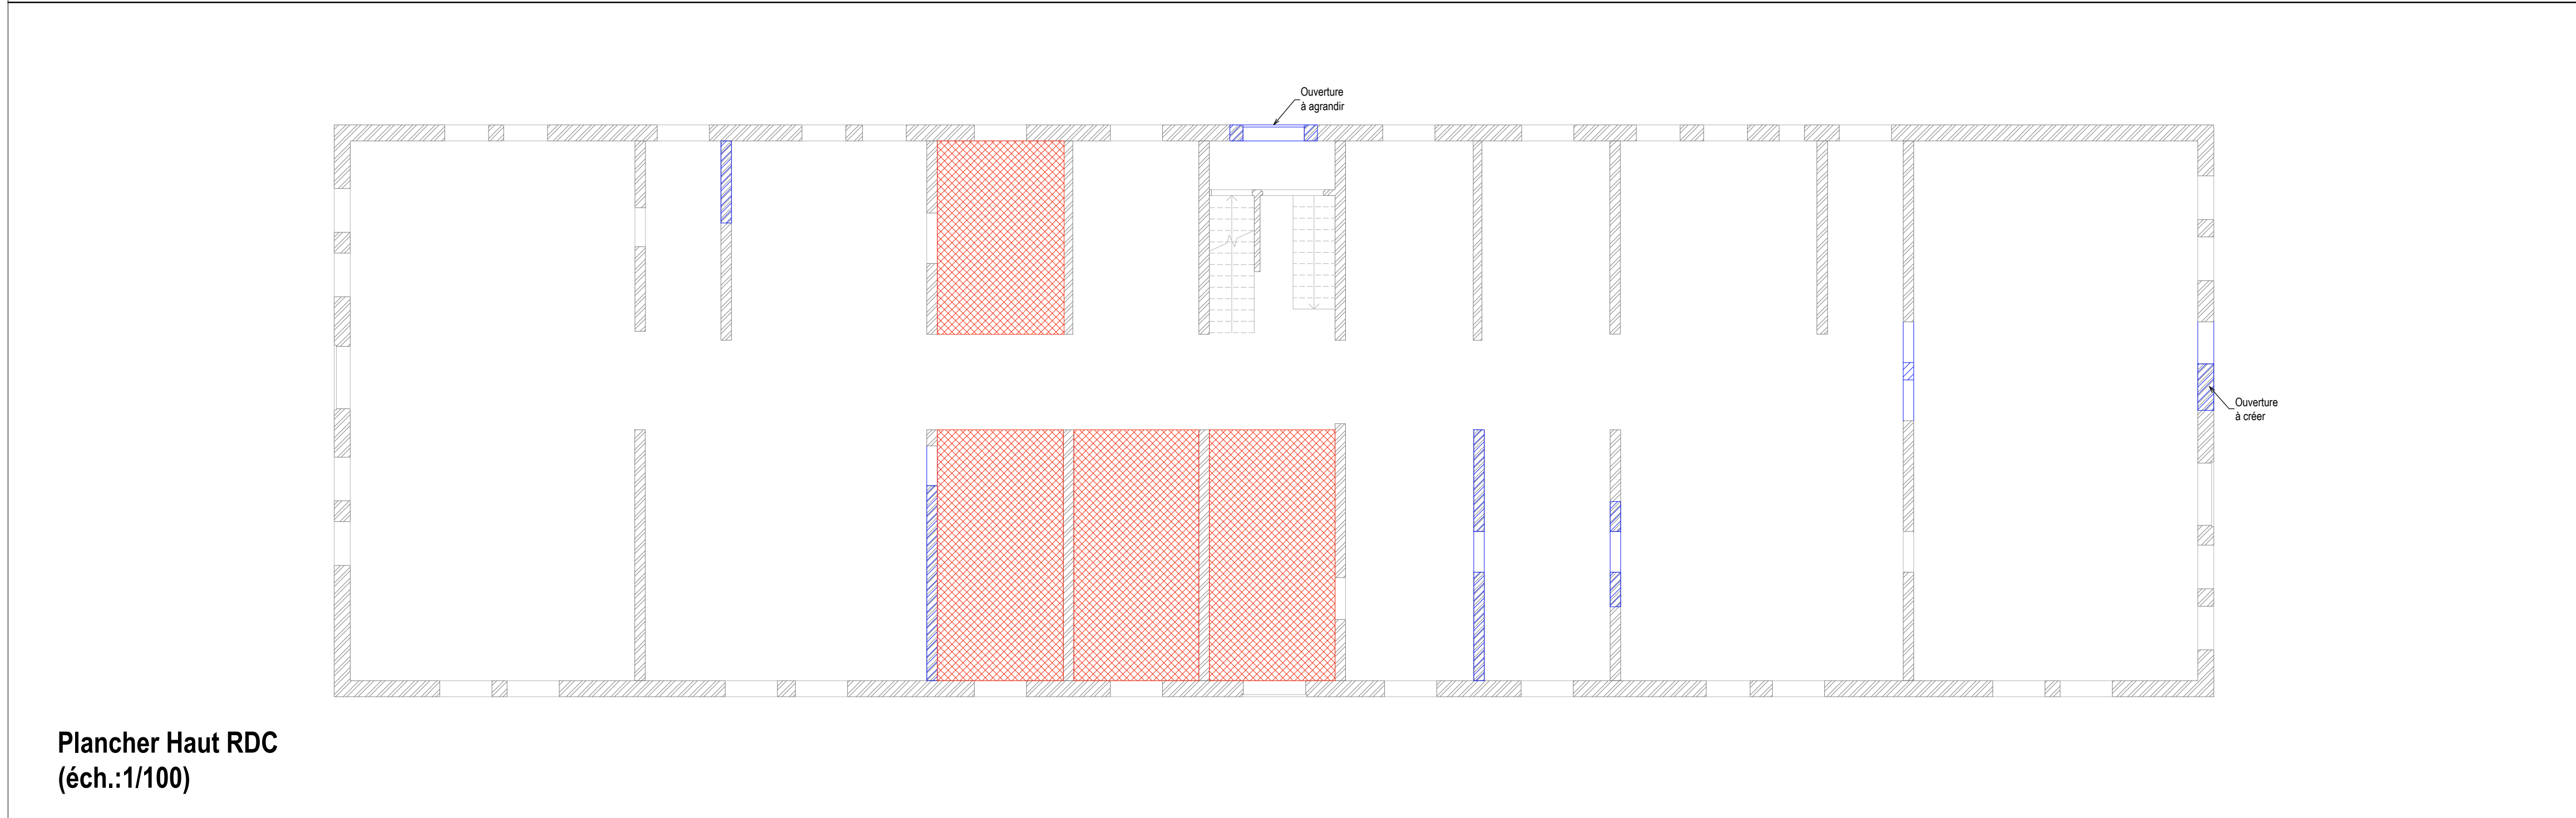 Ouverture
à agrandir
Ouverture
à créer
Plancher Haut RDC
(éch.:1/100)